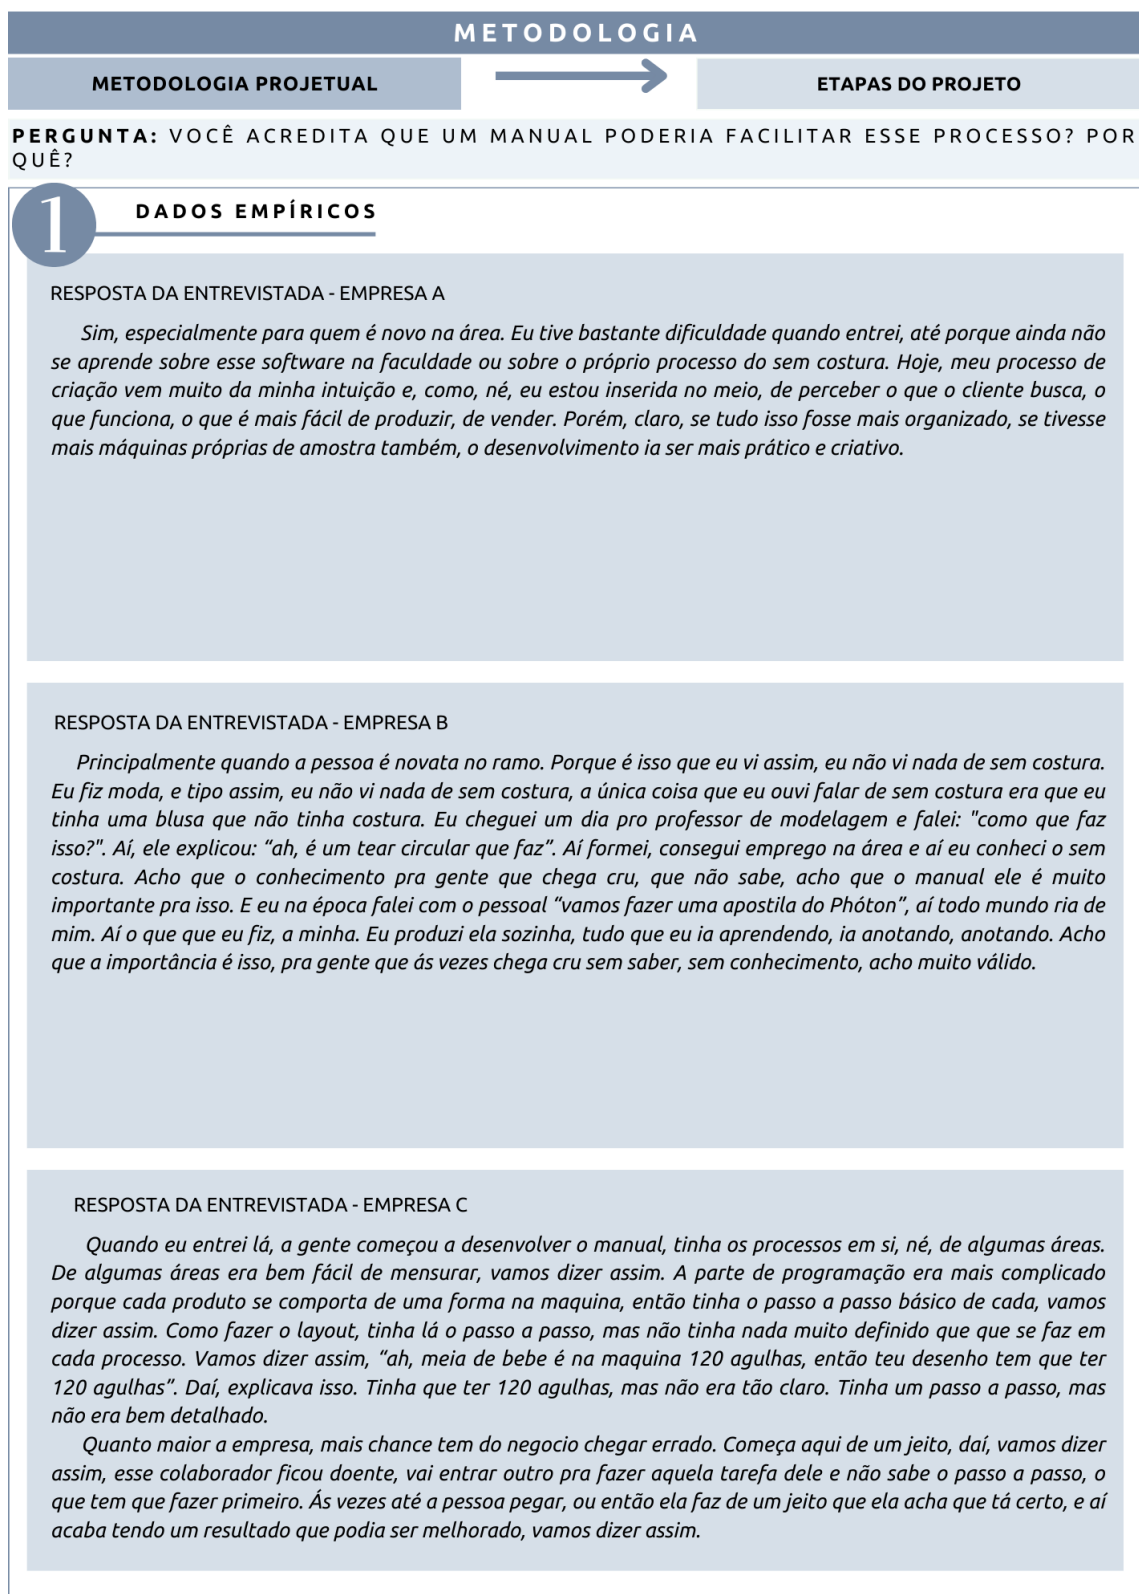 METODOLOGIA
METODOLOGIA PROJETUAL
ETAPAS DO PROJETO
PERGUNTA: VOCÊ ACREDITA QUE UM MANUAL PODERIA FACILITAR ESSE PROCESSO? POR
QUÊ?
1
DADOS EMPÍRICOS
RESPOSTA DA ENTREVISTADA - EMPRESA A
Sim, especialmente para quem é novo na área. Eu tive bastante dificuldade quando entrei, até porque ainda não
se aprende sobre esse software na faculdade ou sobre o próprio processo do sem costura. Hoje, meu processo de
criação vem muito da minha intuição e, como, né, eu estou inserida no meio, de perceber o que o cliente busca, o
que funciona, o que é mais fácil de produzir, de vender. Porém, claro, se tudo isso fosse mais organizado, se tivesse
mais máquinas próprias de amostra também, o desenvolvimento ia ser mais prático e criativo.
RESPOSTA DA ENTREVISTADA - EMPRESA B
Principalmente quando a pessoa é novata no ramo. Porque é isso que eu vi assim, eu não vi nada de sem costura.
Eu fiz moda, e tipo assim, eu não vi nada de sem costura, a única coisa que eu ouvi falar de sem costura era que eu
tinha uma blusa que não tinha costura. Eu cheguei um dia pro professor de modelagem e falei: "como que faz
isso?". Aí, ele explicou: “ah, é um tear circular que faz”. Aí formei, consegui emprego na área e aí eu conheci o sem
costura. Acho que o conhecimento pra gente que chega cru, que não sabe, acho que o manual ele é muito
importante pra isso. E eu na época falei com o pessoal “vamos fazer uma apostila do Phóton”, aí todo mundo ria de
mim. Aí o que que eu fiz, a minha. Eu produzi ela sozinha, tudo que eu ia aprendendo, ia anotando, anotando. Acho
que a importância é isso, pra gente que ás vezes chega cru sem saber, sem conhecimento, acho muito válido.
RESPOSTA DA ENTREVISTADA - EMPRESA C
Quando eu entrei lá, a gente começou a desenvolver o manual, tinha os processos em si, né, de algumas áreas.
De algumas áreas era bem fácil de mensurar, vamos dizer assim. A parte de programação era mais complicado
porque cada produto se comporta de uma forma na maquina, então tinha o passo a passo básico de cada, vamos
dizer assim. Como fazer o layout, tinha lá o passo a passo, mas não tinha nada muito definido que que se faz em
cada processo. Vamos dizer assim, “ah, meia de bebe é na maquina 120 agulhas, então teu desenho tem que ter
120 agulhas”. Daí, explicava isso. Tinha que ter 120 agulhas, mas não era tão claro. Tinha um passo a passo, mas
não era bem detalhado.
Quanto maior a empresa, mais chance tem do negocio chegar errado. Começa aqui de um jeito, daí, vamos dizer
assim, esse colaborador ficou doente, vai entrar outro pra fazer aquela tarefa dele e não sabe o passo a passo, o
que tem que fazer primeiro. Ás vezes até a pessoa pegar, ou então ela faz de um jeito que ela acha que tá certo, e aí
acaba tendo um resultado que podia ser melhorado, vamos dizer assim.